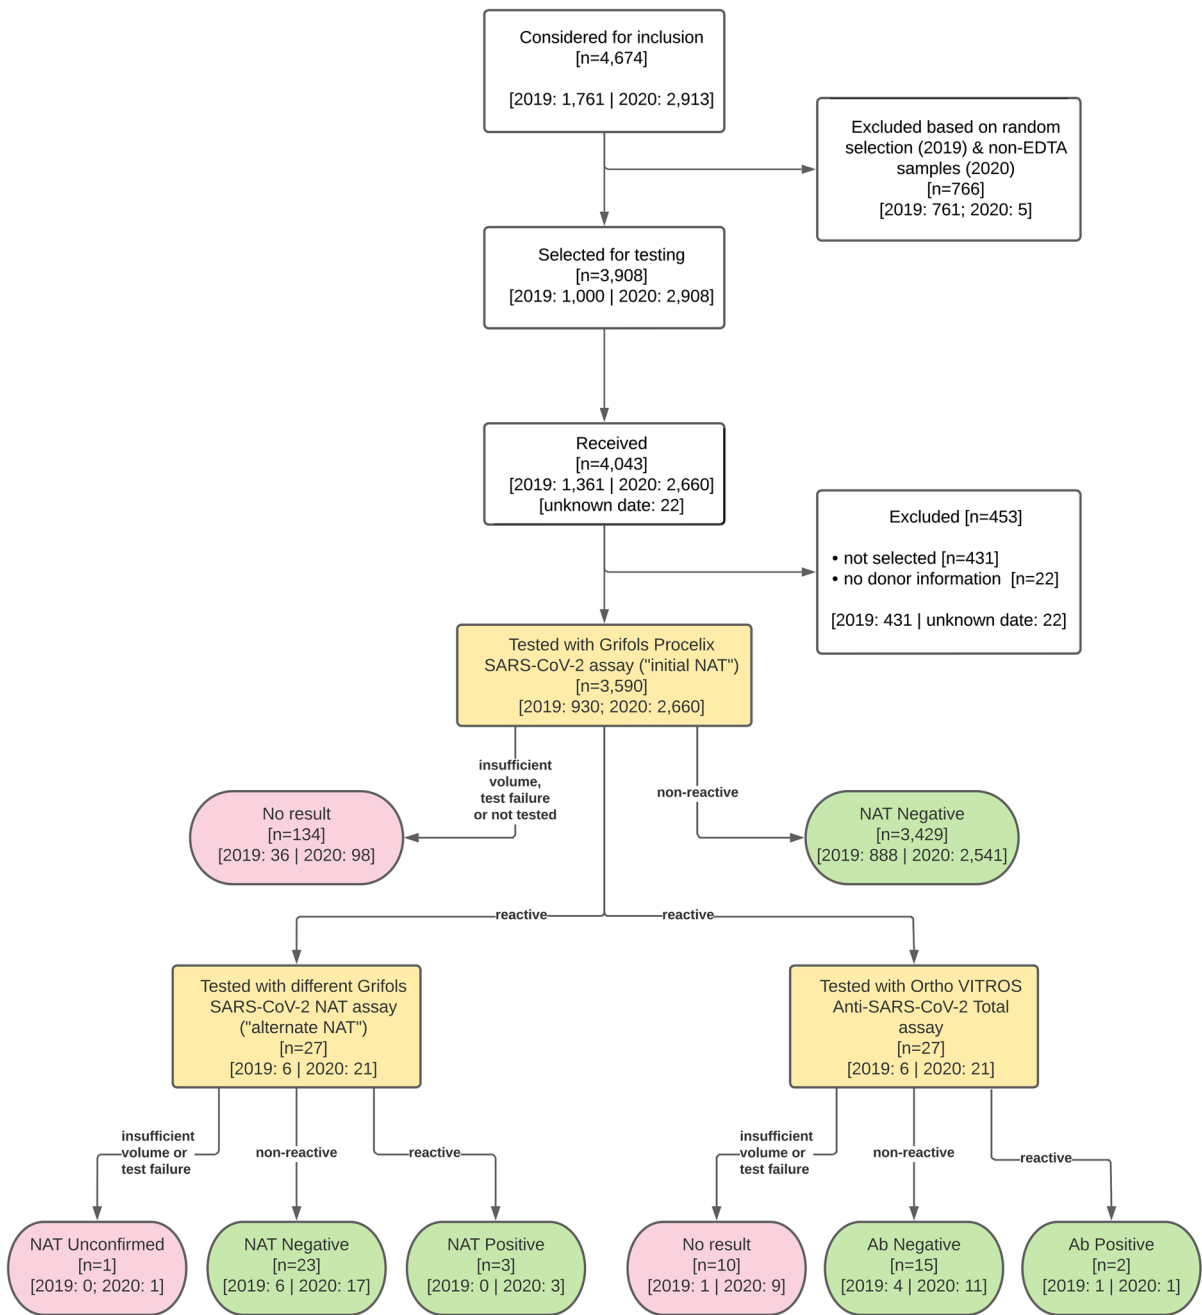 Considered for inclusion
[n=4,674]
[2019: 1,761 | 2020: 2,913]
Excluded based on random
selection (2019) & non-EDTA
samples (2020)
[n=766]
[2019: 761; 2020: 5]
Selected for testing
[n=3,908]
[2019: 1,000 | 2020: 2,908]
Received
[n=4,043]
[2019: 1,361 | 2020: 2,660]
[unknown date: 22]
Excluded [n=453]
• not selected [n=431]
• no donor information [n=22]
[2019: 431 | unknown date: 22]
Tested with Grifols Procelix
SARS-CoV-2 assay ("initial NAT")
[n=3,590]
[2019: 930; 2020: 2,660]
insufficient
volume,
test failure
or not tested
non-reactive
No result
[n=134]
[2019: 36 | 2020: 98]
NAT Negative
[n=3,429]
[2019: 888 | 2020: 2,541]
reactive
reactive
Tested with different Grifols
SARS-CoV-2 NAT assay
("alternate NAT")
[n=27]
[2019: 6 | 2020: 21]
Tested with Ortho VITROS
Anti-SARS-CoV-2 Total
assay
[n=27]
[2019: 6 | 2020: 21]
insufficient
volume or
test failure
non-reactive
reactive
insufficient
volume or
test failure
non-reactive
reactive
NAT Unconfirmed
[n=1]
[2019: 0; 2020: 1]
NAT Negative
[n=23]
[2019: 6 | 2020: 17]
NAT Positive
[n=3]
[2019: 0 | 2020: 3]
No result
[n=10]
[2019: 1 | 2020: 9]
Ab Negative
[n=15]
[2019: 4 | 2020: 11]
Ab Positive
[n=2]
[2019: 1 | 2020: 1]